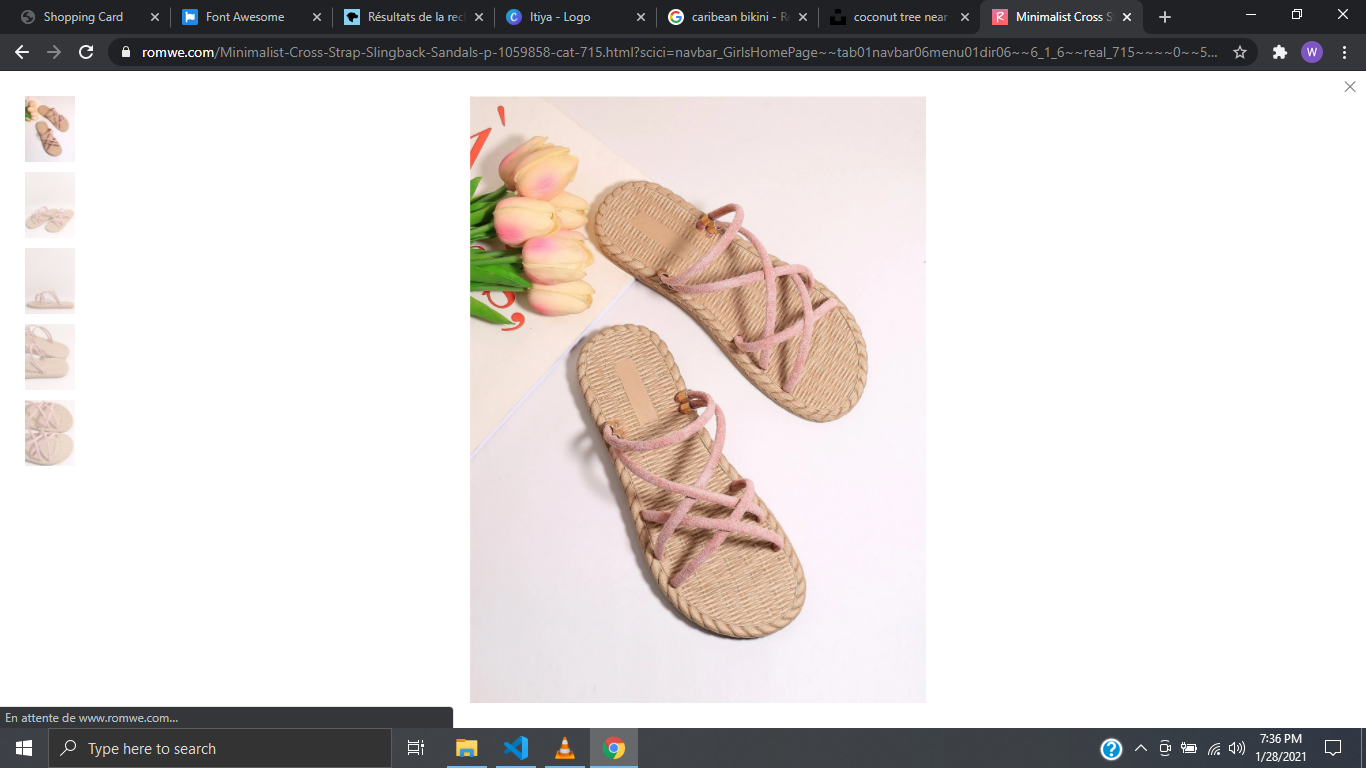 Shopping Card
Font Awesome
Résultats de la rec
Itiya - Logo
caribean bikini - R
coconut tree near
Minimalist Cross S
romwe.com/Minimalist-Cross-Strap-Slingback-Sandals-p-1059858-cat-715.html?scici=navbar_GirlsHomePage~~tab01navbar06menu01dir06~~6_1_6~~real_715~~~~0~~5...
W
En attente de www.romwe.com...
Type here to search
7:36 PM
1/28/2021